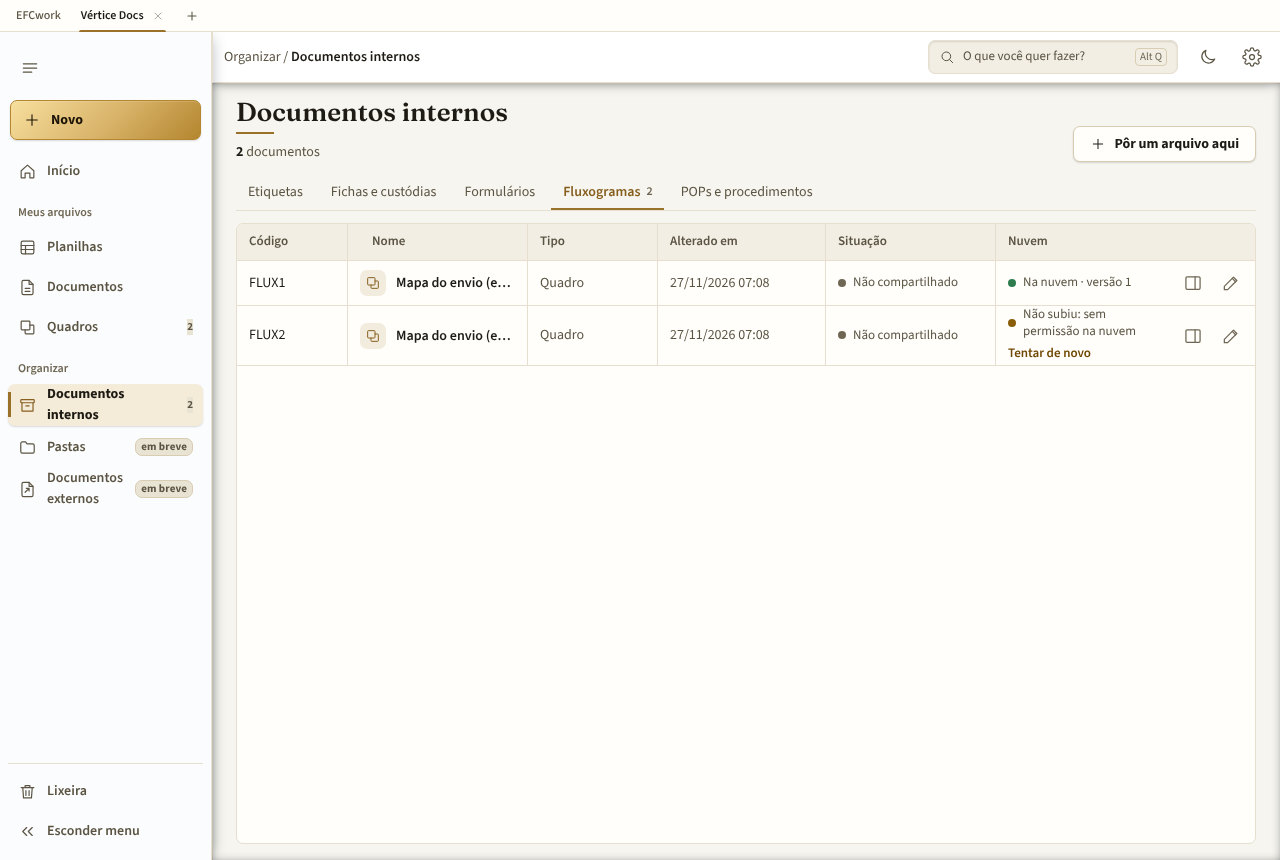 EFCwork
Vértice Docs
Organizar / Documentos internos
O que você quer fazer?
Alt Q
Novo
Início
Meus arquivos
Planilhas
Documentos
Quadros 2
Organizar
Documentos
internos
2
Pastas em breve
Documentos
externos
em breve
Lixeira
Esconder menu
Documentos internos
2 documentos
Pôr um arquivo aqui
Etiquetas Fichas e custódias Formulários Fluxogramas 2 POPs e procedimentos
Código Nome Tipo Alterado em Situação Nuvem
FLUX1 Mapa do envio (e... Quadro 27/11/2026 07:08 Não compartilhado Na nuvem · versão 1
FLUX2 Mapa do envio (e... Quadro 27/11/2026 07:08 Não compartilhado Não subiu: sem
permissão na nuvem
Tentar de novo